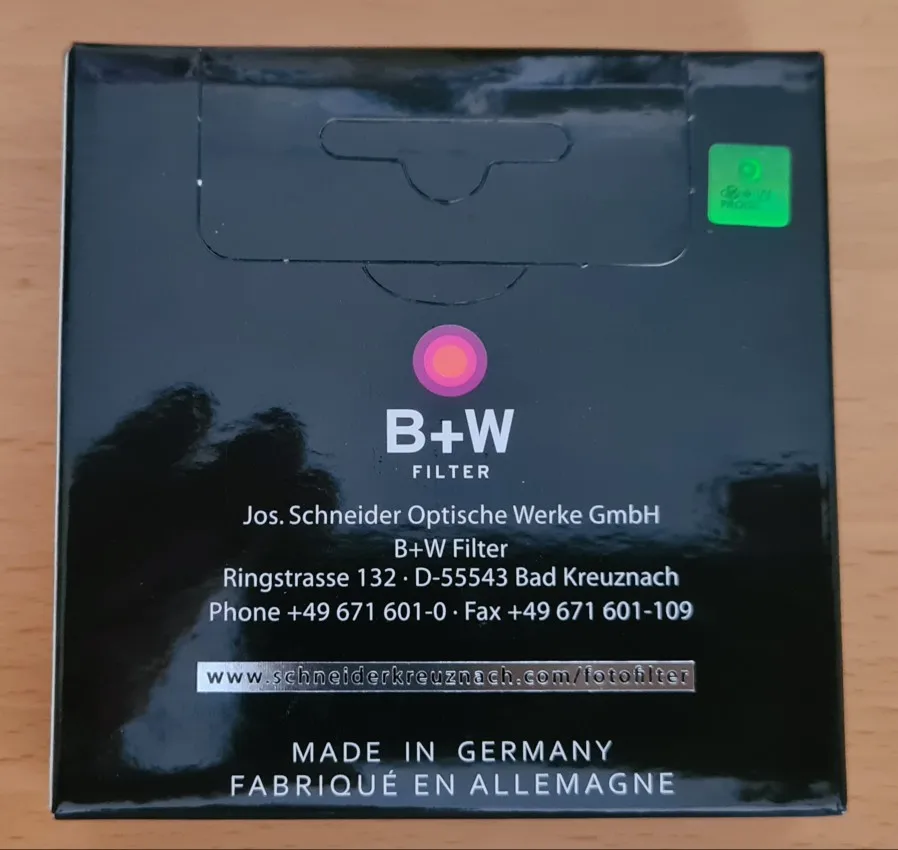 B+W
FILTER
Jos. Schneider Optische Werke GmbH
B+W Filter
Ringstrasse 132 · D-55543 Bad Kreuznach
Phone +49 671 601-0 · Fax +49 671 601-109
www.schneiderkreuznach.com/fotofilter
MADE IN GERMANY
FABRIQUÉ EN ALLEMAGNE